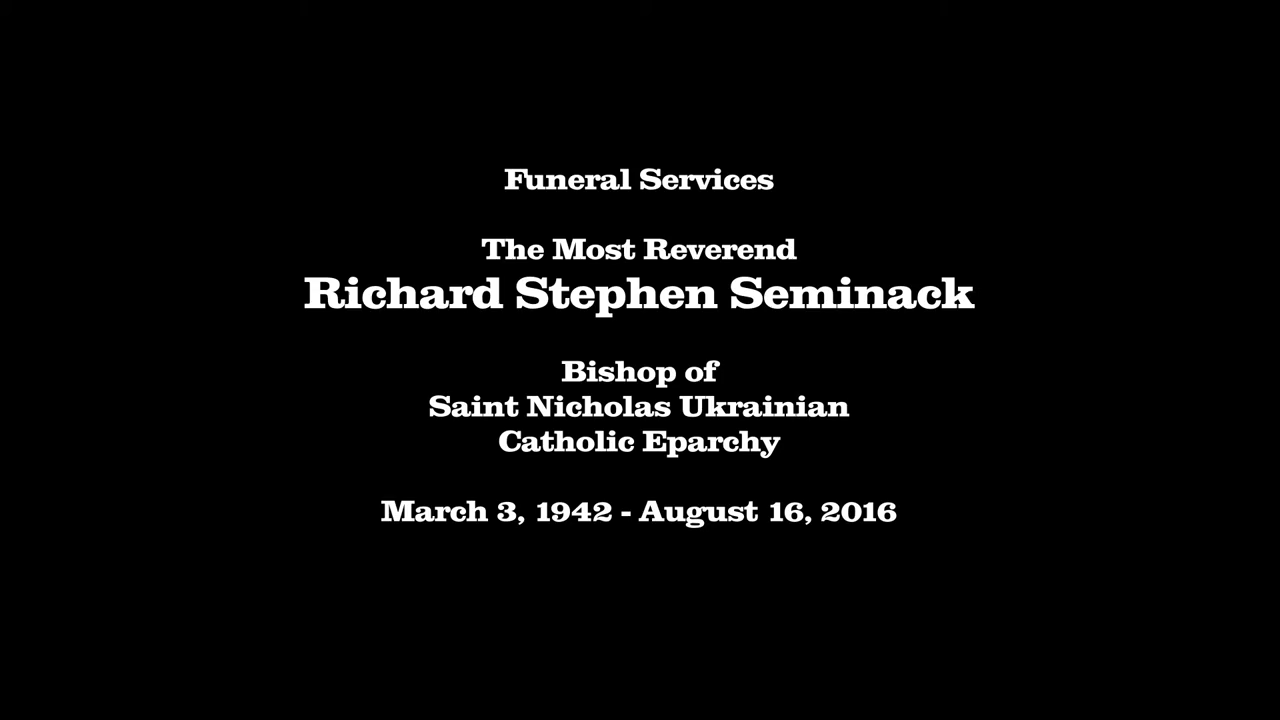 Funeral Services
The Most Reverend
Richard Stephen Seminack
Bishop of
Saint Nicholas Ukrainian
Catholic Eparchy
March 3, 1942 - August 16, 2016